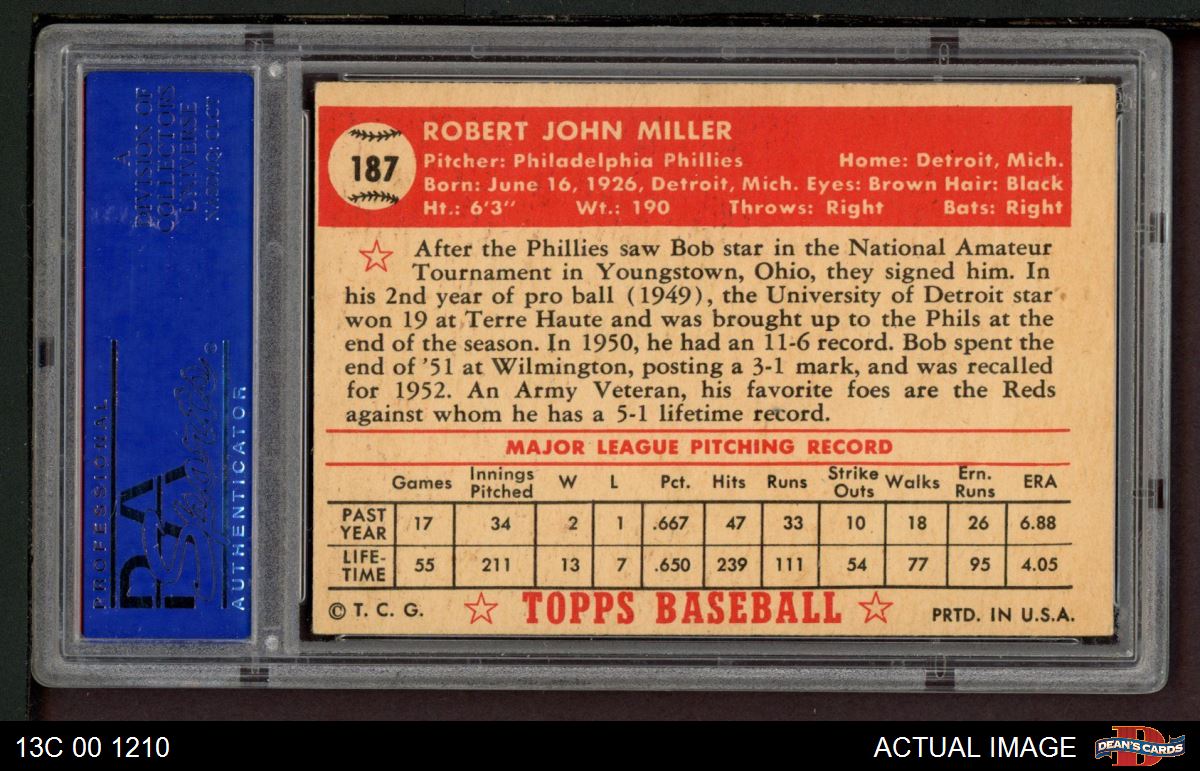 A
DIVISION OF
COLLECTORS
UNIVERSE
NASDAQ: CLCT
PROFESSIONAL
PSA
Sports
®
AUTHENTICATOR
187
ROBERT JOHN MILLER
Pitcher: Philadelphia Phillies Home: Detroit, Mich.
Born: June 16, 1926, Detroit, Mich. Eyes: Brown Hair: Black
Ht.: 6'3" Wt.: 190 Throws: Right Bats: Right
After the Phillies saw Bob star in the National Amateur
Tournament in Youngstown, Ohio, they signed him. In
his 2nd year of pro ball (1949), the University of Detroit star
won 19 at Terre Haute and was brought up to the Phils at the
end of the season. In 1950, he had an 11-6 record. Bob spent the
end of '51 at Wilmington, posting a 3-1 mark, and was recalled
for 1952. An Army Veteran, his favorite foes are the Reds
against whom he has a 5-1 lifetime record.
MAJOR LEAGUE PITCHING RECORD
Games Innings Pitched W L Pct. Hits Runs Strike Outs Walks Ern. Runs ERA
PAST YEAR 17 34 2 1 .667 47 33 10 18 26 6.88
LIFE-TIME 55 211 13 7 .650 239 111 54 77 95 4.05
© T. C. G. TOPPS BASEBALL PRTD. IN U.S.A.
13C 00 1210
ACTUAL IMAGE
D
DEAN'S CARDS